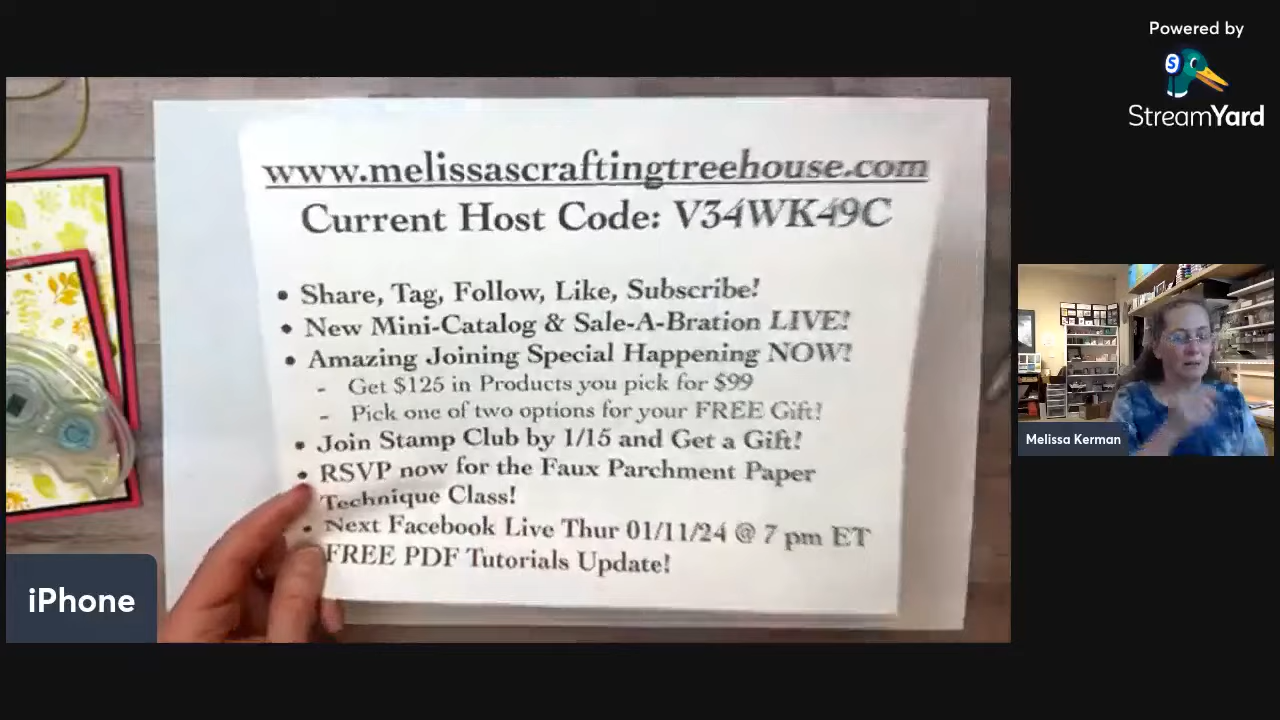 Powered by
S
StreamYard
www.melissascraftingtreehouse.com
Current Host Code: V34WK49C
• Share, Tag, Follow, Like, Subscribe!
• New Mini-Catalog & Sale-A-Bration LIVE!
• Amazing Joining Special Happening NOW!
- Get $125 in Products you pick for $99
- Pick one of two options for your FREE Gift!
• Join Stamp Club by 1/15 and Get a Gift!
• RSVP now for the Faux Parchment Paper
Technique Class!
• Next Facebook Live Thur 01/11/24 @ 7 pm ET
FREE PDF Tutorials Update!
Melissa Kerman
iPhone